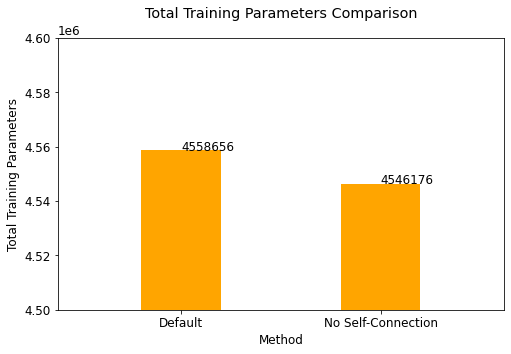 Total Training Parameters Comparison
1e6
4.60
4.58
4.56
4.54
4.52
4.50
Total Training Parameters
4558656
4546176
Default
No Self-Connection
Method